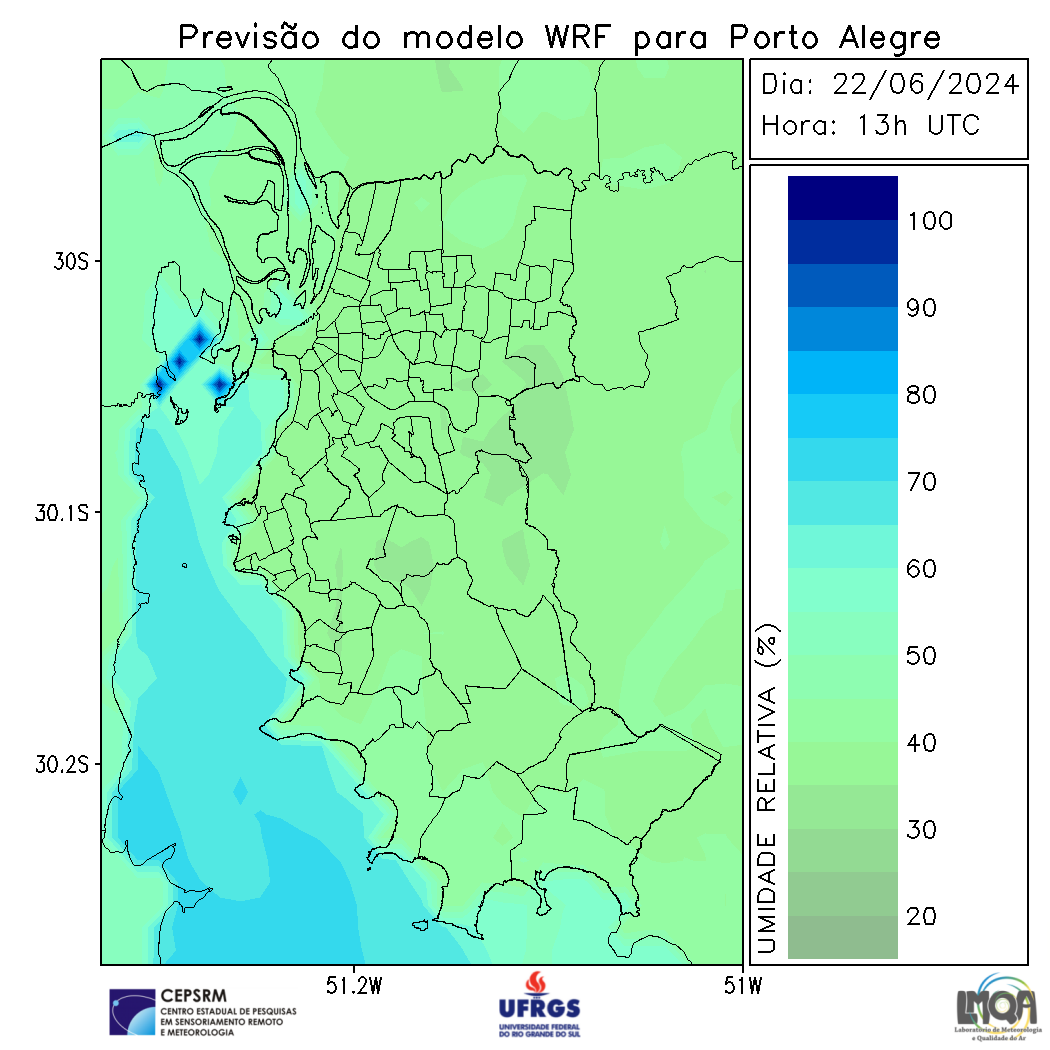 Previsão do modelo WRF para Porto Alegre
Dia: 22/06/2024
Hora: 13h UTC
30S
30.1S
30.2S
51.2W
51W
100
90
80
70
60
50
40
30
20
UMIDADE RELATIVA (%)
CEPSRM
CENTRO ESTADUAL DE PESQUISAS
EM SENSORIAMENTO REMOTO
E METEOROLOGIA
UFRGS
UNIVERSIDADE FEDERAL
DO RIO GRANDE DO SUL
LMQA
Laboratório de Meteorologia
e Qualidade do Ar